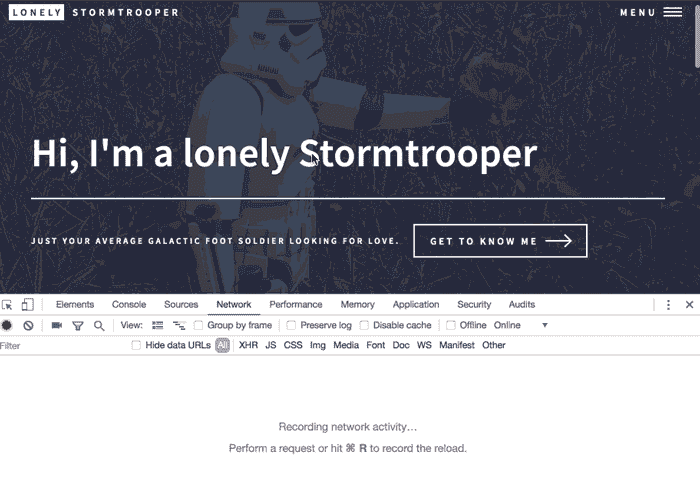 LONELY STORMTROOPER MENU
Hi, I'm a lonely Stormtrooper
JUST YOUR AVERAGE GALACTIC FOOT SOLDIER LOOKING FOR LOVE. GET TO KNOW ME
Elements Console Sources Network Performance Memory Application Security Audits
View: Group by frame Preserve log Disable cache Offline Online
Filter Hide data URLs All XHR JS CSS Img Media Font Doc WS Manifest Other
Recording network activity…
Perform a request or hit ⌘ R to record the reload.